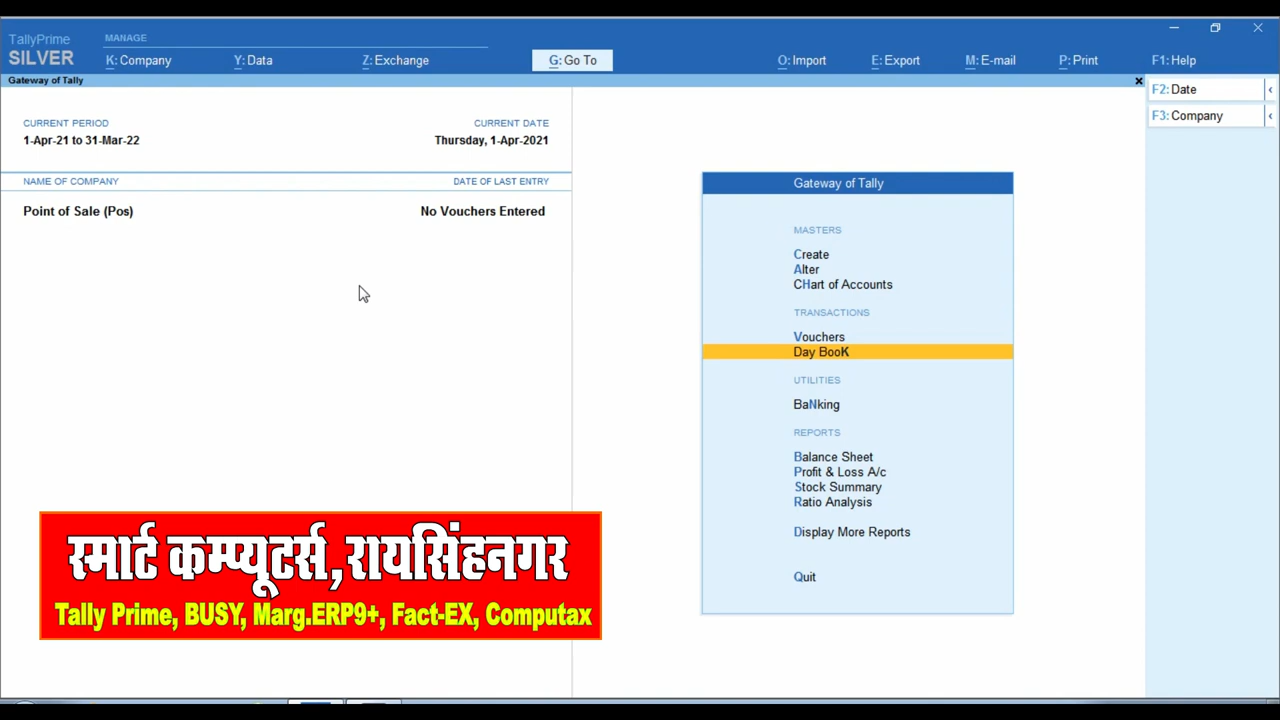 TallyPrime
SILVER
MANAGE
K: Company
Y: Data
Z: Exchange
G: Go To
O: Import
E: Export
M: E-mail
P: Print
F1: Help
Gateway of Tally
F2: Date
F3: Company
CURRENT PERIOD
CURRENT DATE
1-Apr-21 to 31-Mar-22
Thursday, 1-Apr-2021
NAME OF COMPANY
DATE OF LAST ENTRY
Point of Sale (Pos)
No Vouchers Entered
Gateway of Tally
MASTERS
Create
Alter
CHart of Accounts
TRANSACTIONS
Vouchers
Day BooK
UTILITIES
BaNking
REPORTS
Balance Sheet
Profit & Loss A/c
Stock Summary
Ratio Analysis
Display More Reports
Quit
स्मार्ट कम्प्यूटर्स,रायसिंहनगर
Tally Prime, BUSY, Marg.ERP9+, Fact-EX, Computax